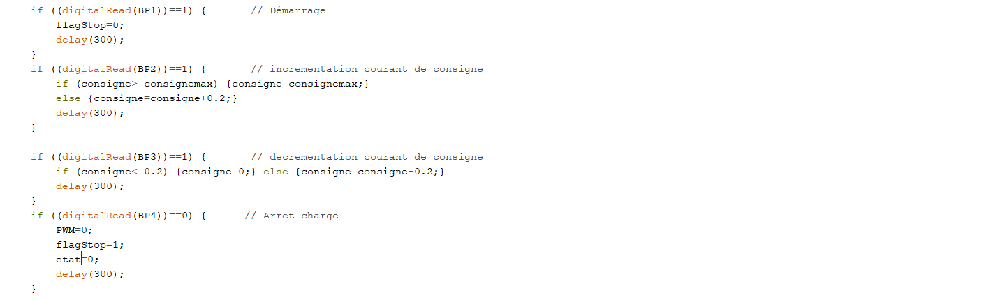 if ((digitalRead(BP1))==1) {       // Démarrage
    flagStop=0;
    delay(300);
}
if ((digitalRead(BP2))==1) {       // incrementation courant de consigne
    if (consigne>=consignemax) {consigne=consignemax;}
    else {consigne=consigne+0.2;}
    delay(300);
}
if ((digitalRead(BP3))==1) {       // decrementation courant de consigne
    if (consigne<=0.2) {consigne=0;} else {consigne=consigne-0.2;}
    delay(300);
}
if ((digitalRead(BP4))==0) {      // Arret charge
    PWM=0;
    flagStop=1;
    etat=0;
    delay(300);
}